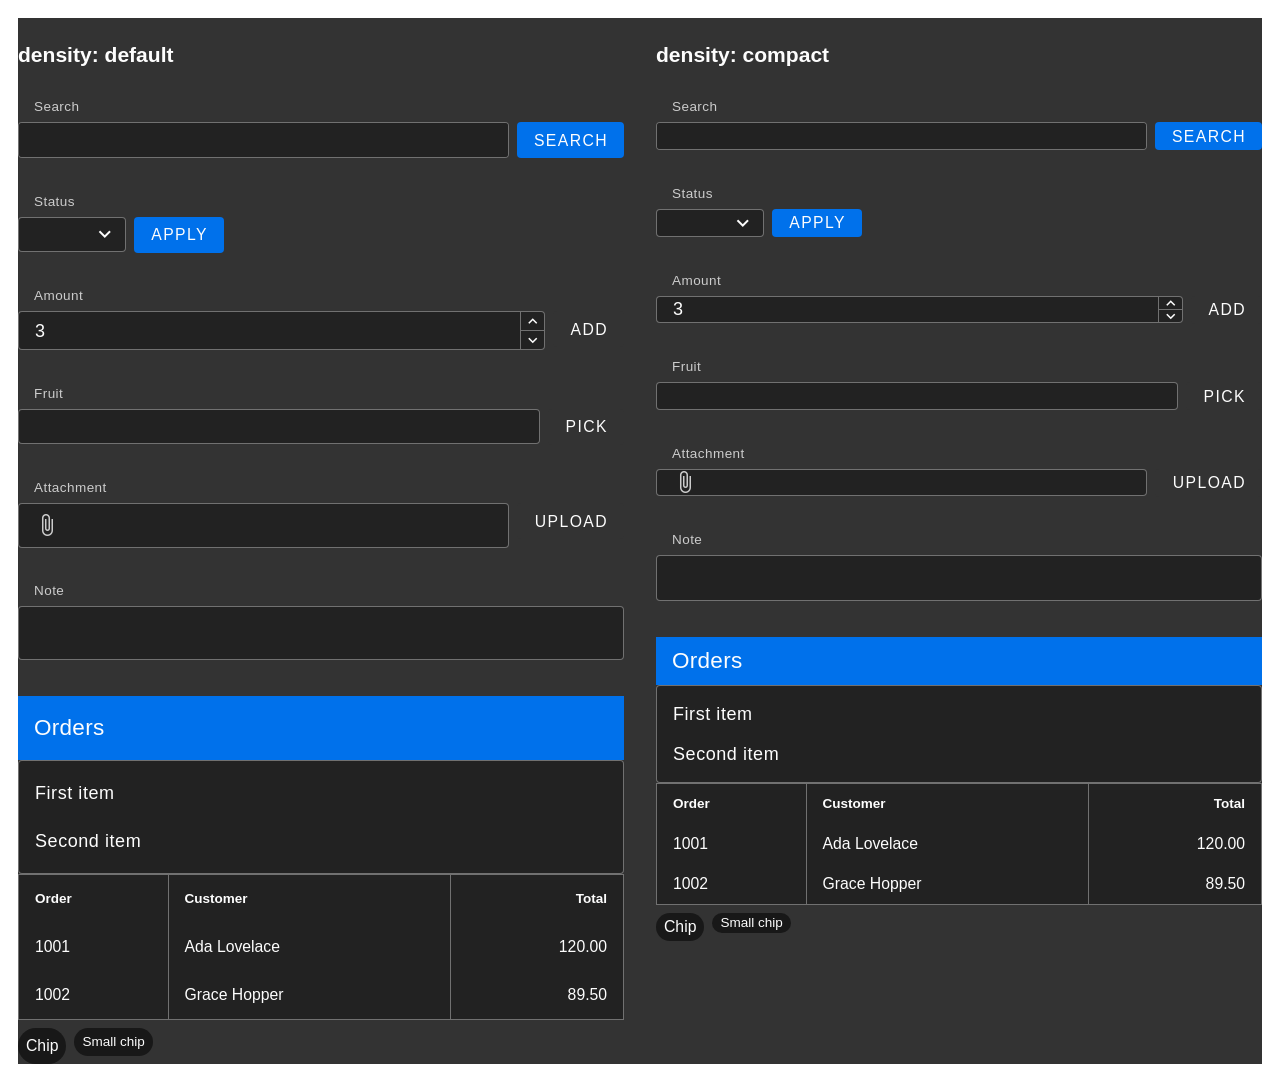 density: default
Search
SEARCH
Status
APPLY
Amount
3
ADD
Fruit
PICK
Attachment
UPLOAD
Note
Orders
First item
Second item
Order Customer Total
1001 Ada Lovelace 120.00
1002 Grace Hopper 89.50
Chip Small chip
density: compact
Search
SEARCH
Status
APPLY
Amount
3
ADD
Fruit
PICK
Attachment
UPLOAD
Note
Orders
First item
Second item
Order Customer Total
1001 Ada Lovelace 120.00
1002 Grace Hopper 89.50
Chip Small chip